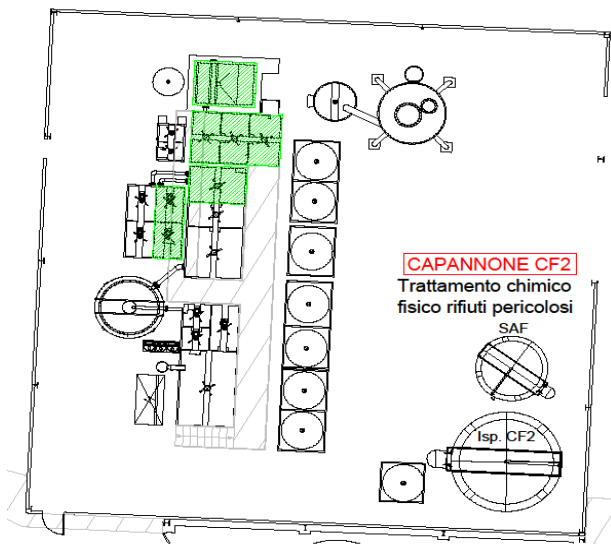 CAPANNONE CF2
Trattamento chimico
fisico rifiuti pericolosi
SAF
Isp. CF2